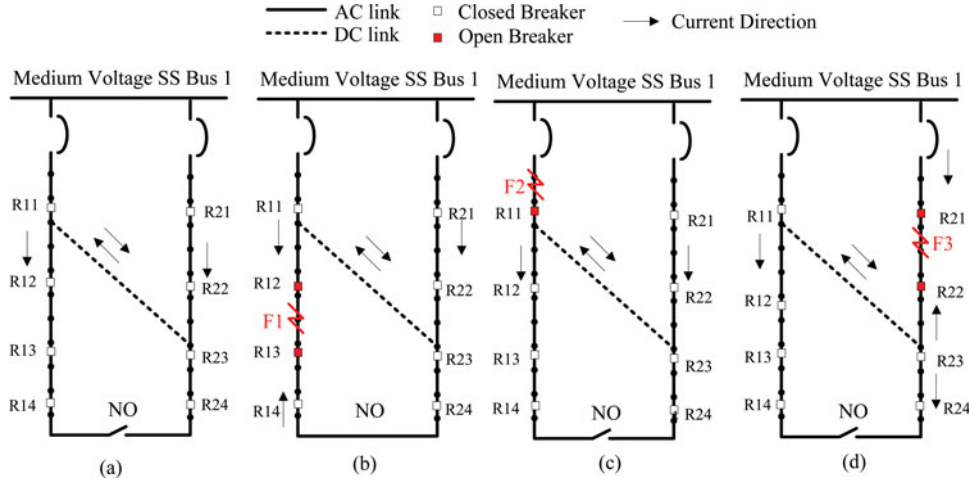 AC link
Closed Breaker
Current Direction
DC link
Open Breaker
Medium Voltage SS Bus 1
R11
R21
R12
R22
R13
R23
R14
NO
R24
(a)
Medium Voltage SS Bus 1
R11
R21
R12
R22
F1
R13
R23
R14
NO
R24
(b)
Medium Voltage SS Bus 1
F2
R11
R21
R12
R22
R13
R23
R14
NO
R24
(c)
Medium Voltage SS Bus 1
R11
R21
F3
R12
R22
R13
R23
R14
NO
R24
(d)